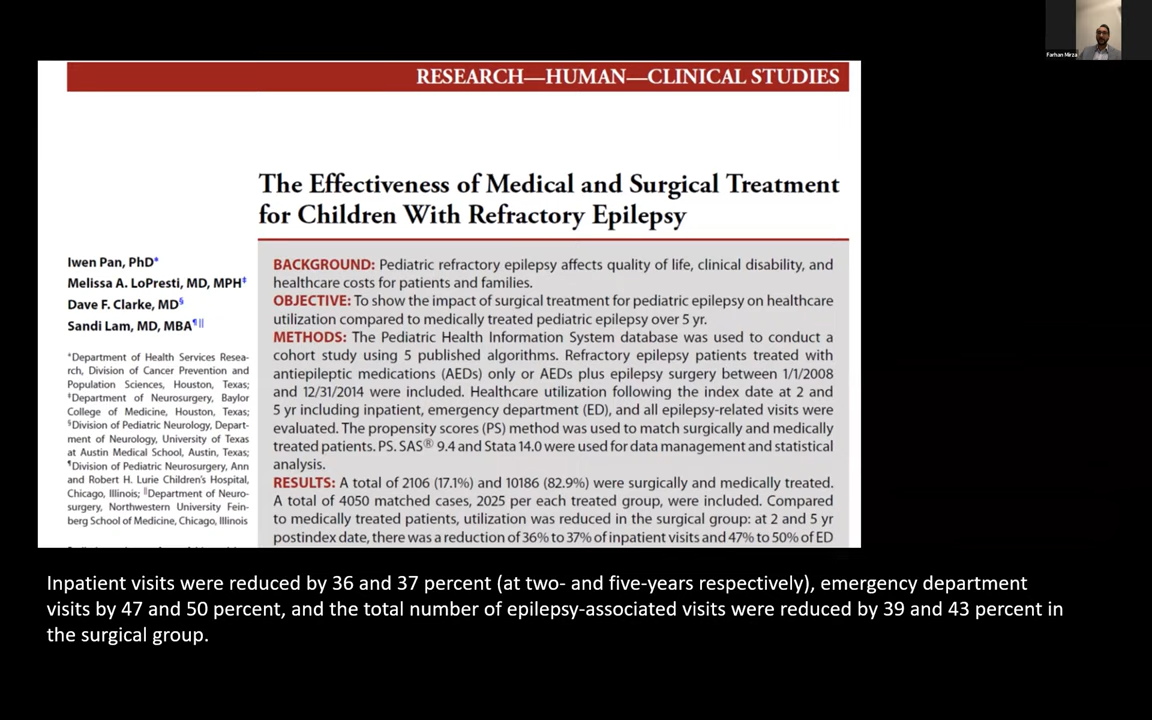 Farhan Mirza
RESEARCH—HUMAN—CLINICAL STUDIES
The Effectiveness of Medical and Surgical Treatment
for Children With Refractory Epilepsy
Iwen Pan, PhD*
Melissa A. LoPresti, MD, MPH‡
Dave F. Clarke, MD§
Sandi Lam, MD, MBA¶||
*Department of Health Services Resea-
rch, Division of Cancer Prevention and
Population Sciences, Houston, Texas;
‡Department of Neurosurgery, Baylor
College of Medicine, Houston, Texas;
§Division of Pediatric Neurology, Depart-
ment of Neurology, University of Texas
at Austin Medical School, Austin, Texas;
¶Division of Pediatric Neurosurgery, Ann
and Robert H. Lurie Children's Hospital,
Chicago, Illinois; ||Department of Neuro-
surgery, Northwestern University Fein-
berg School of Medicine, Chicago, Illinois
BACKGROUND: Pediatric refractory epilepsy affects quality of life, clinical disability, and
healthcare costs for patients and families.
OBJECTIVE: To show the impact of surgical treatment for pediatric epilepsy on healthcare
utilization compared to medically treated pediatric epilepsy over 5 yr.
METHODS: The Pediatric Health Information System database was used to conduct a
cohort study using 5 published algorithms. Refractory epilepsy patients treated with
antiepileptic medications (AEDs) only or AEDs plus epilepsy surgery between 1/1/2008
and 12/31/2014 were included. Healthcare utilization following the index date at 2 and
5 yr including inpatient, emergency department (ED), and all epilepsy-related visits were
evaluated. The propensity scores (PS) method was used to match surgically and medically
treated patients. PS. SAS® 9.4 and Stata 14.0 were used for data management and statistical
analysis.
RESULTS: A total of 2106 (17.1%) and 10186 (82.9%) were surgically and medically treated.
A total of 4050 matched cases, 2025 per each treated group, were included. Compared
to medically treated patients, utilization was reduced in the surgical group: at 2 and 5 yr
postindex date, there was a reduction of 36% to 37% of inpatient visits and 47% to 50% of ED
Inpatient visits were reduced by 36 and 37 percent (at two- and five-years respectively), emergency department
visits by 47 and 50 percent, and the total number of epilepsy-associated visits were reduced by 39 and 43 percent in
the surgical group.